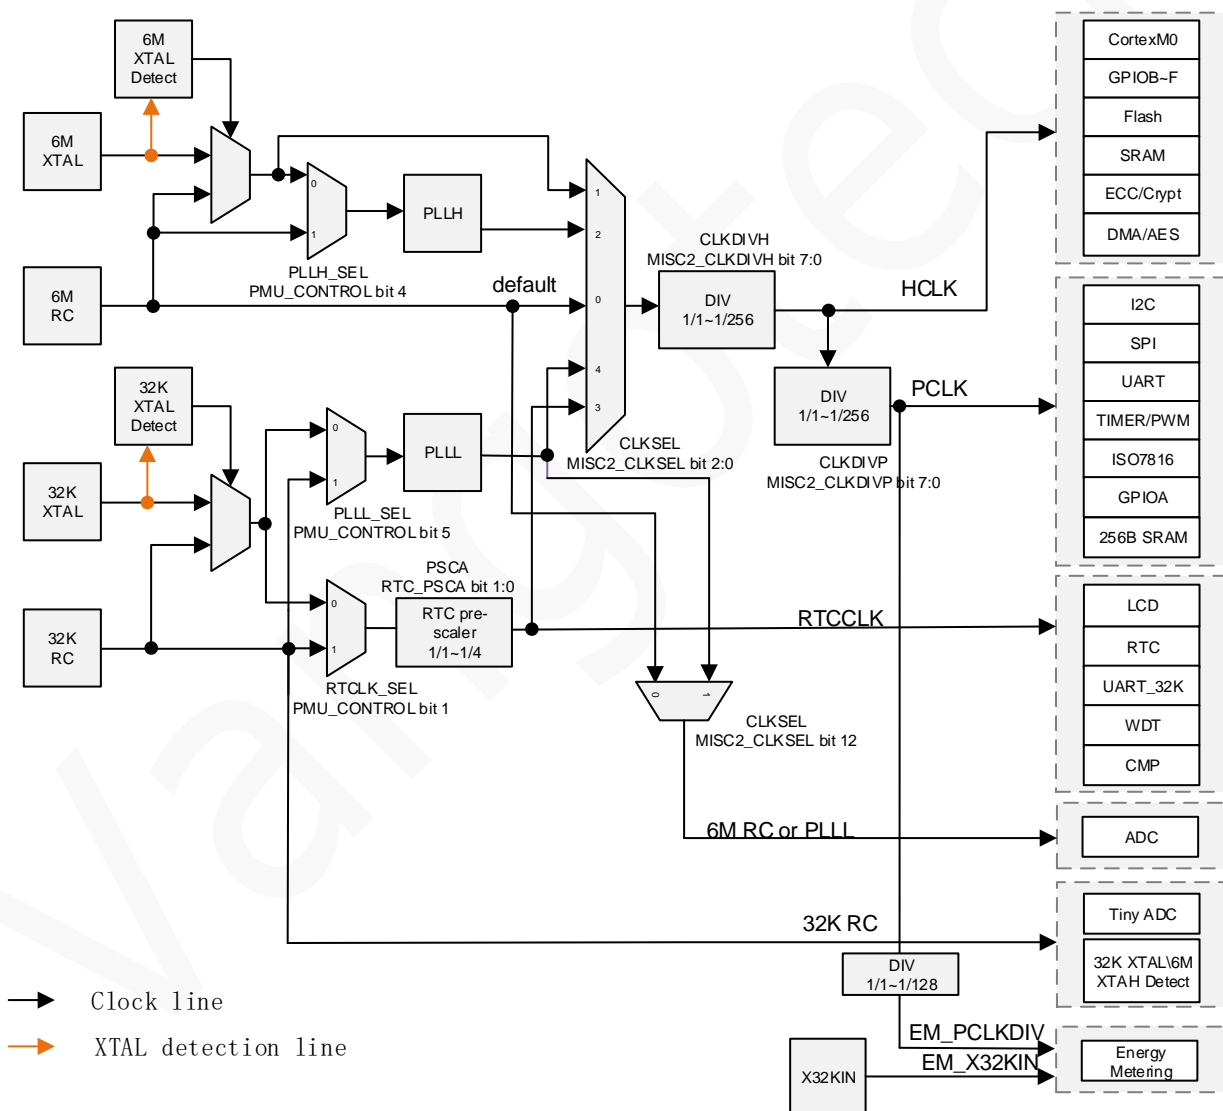 6M
XTAL
Detect
6M
XTAL
6M
RC
0
1
PLLH_SEL
PMU_CONTROL bit 4
PLLH
default
1
2
0
4
3
CLKSEL
MISC2_CLKSEL bit 2:0
CLKDIVH
MISC2_CLKDIVH bit 7:0
DIV
1/1~1/256
HCLK
DIV
1/1~1/256
PCLK
CLKDIVP
MISC2_CLKDIVP bit 7:0
32K
XTAL
Detect
32K
XTAL
32K
RC
0
1
PLLL_SEL
PMU_CONTROL bit 5
PLLL
PSCA
RTC_PSCA bit 1:0
RTC pre-
scaler
1/1~1/4
0
1
RTCLK_SEL
PMU_CONTROL bit 1
RTCCLK
0
1
CLKSEL
MISC2_CLKSEL bit 12
6M RC or PLLL
32K RC
DIV
1/1~1/128
EM_PCLKDIV
EM_X32KIN
X32KIN
CortexM0
GPIOB~F
Flash
SRAM
ECC/Crypt
DMA/AES
I2C
SPI
UART
TIMER/PWM
ISO7816
GPIOA
256B SRAM
LCD
RTC
UART_32K
WDT
CMP
ADC
Tiny ADC
32K XTAL\6M
XTAH Detect
Energy
Metering
Clock line
XTAL detection line